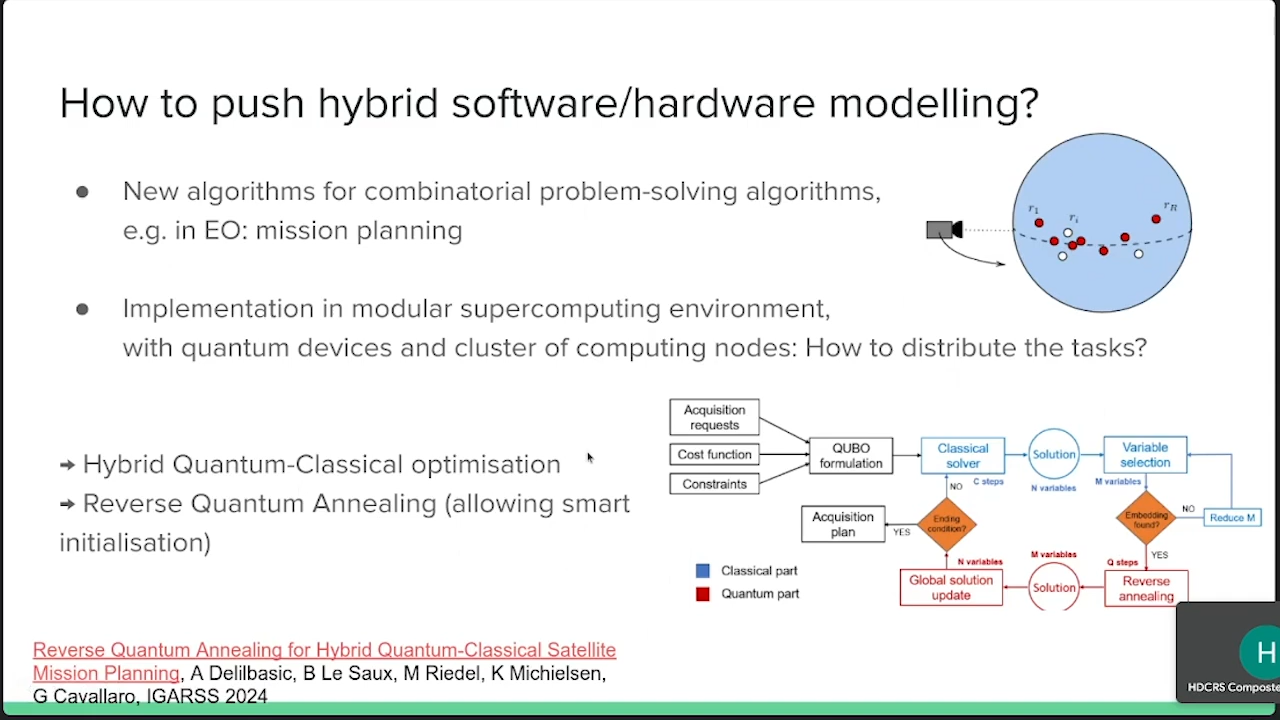 How to push hybrid software/hardware modelling?
● New algorithms for combinatorial problem-solving algorithms,
e.g. in EO: mission planning
r1
ri
rR
● Implementation in modular supercomputing environment,
with quantum devices and cluster of computing nodes: How to distribute the tasks?
→ Hybrid Quantum-Classical optimisation
→ Reverse Quantum Annealing (allowing smart
initialisation)
Acquisition
requests
Cost function
Constraints
QUBO
formulation
Classical
solver
C steps
Solution
N variables
Variable
selection
M variables
Embedding
found?
NO
Reduce M
YES
Q steps
Reverse
annealing
M variables
Solution
N variables
Global solution
update
Ending
condition?
NO
YES
Acquisition
plan
Classical part
Quantum part
Reverse Quantum Annealing for Hybrid Quantum-Classical Satellite
Mission Planning, A Delilbasic, B Le Saux, M Riedel, K Michielsen,
G Cavallaro, IGARSS 2024
H
HDCRS Composte